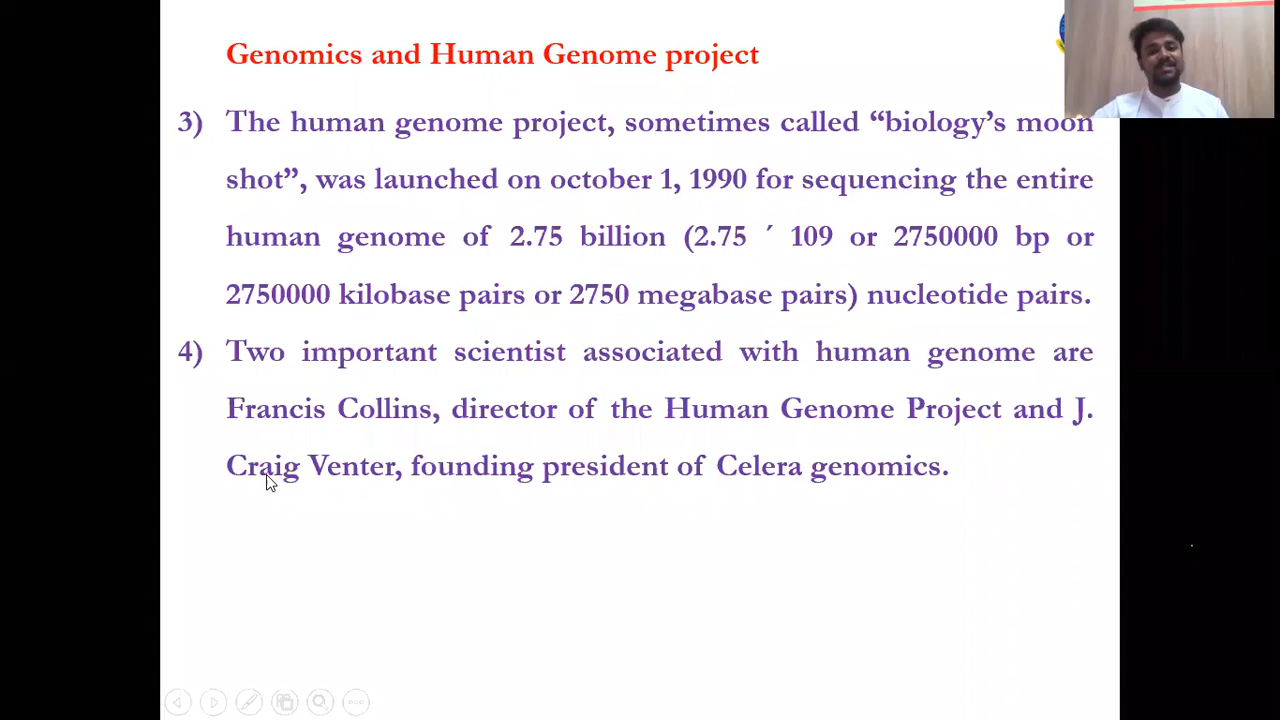 Genomics and Human Genome project
3) The human genome project, sometimes called “biology’s moon
shot”, was launched on october 1, 1990 for sequencing the entire
human genome of 2.75 billion (2.75 ´ 109 or 2750000 bp or
2750000 kilobase pairs or 2750 megabase pairs) nucleotide pairs.
4) Two important scientist associated with human genome are
Francis Collins, director of the Human Genome Project and J.
Craig Venter, founding president of Celera genomics.